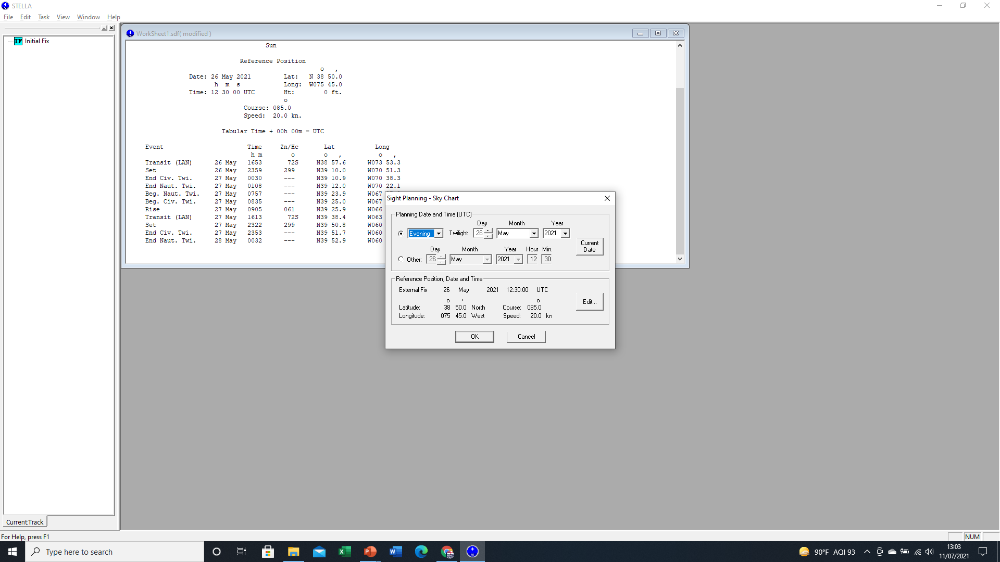 STELLA
File Edit Task View Window Help
IF Initial Fix
WorkSheet1.sdf( modified )
Sun
Reference Position
o ,
Date: 26 May 2021 Lat: N 38 50.0
h m s Long: W075 45.0
Time: 12 30 00 UTC Ht: 0 ft.
o
Course: 085.0
Speed: 20.0 kn.
Tabular Time + 00h 00m = UTC
Event Time Zn/Hc Lat Long
h m o o , o ,
Transit (LAN) 26 May 1653 72S N38 57.6 W073 53.3
Set 26 May 2359 299 N39 10.0 W070 51.3
End Civ. Twi. 27 May 0030 --- N39 10.9 W070 38.3
End Naut. Twi. 27 May 0108 --- N39 12.0 W070 22.1
Beg. Naut. Twi. 27 May 0757 --- N39 23.9 W067
Beg. Civ. Twi. 27 May 0835 --- N39 25.0 W067
Rise 27 May 0905 061 N39 25.9 W066
Transit (LAN) 27 May 1613 72S N39 38.4 W063
Set 27 May 2322 299 N39 50.8 W060
End Civ. Twi. 27 May 2353 --- N39 51.7 W060
End Naut. Twi. 28 May 0032 --- N39 52.9 W060
Sight Planning - Sky Chart
Planning Date and Time (UTC)
Day Month Year
Evening Twilight 26 May 2021
Current Date
Day Month Year Hour Min.
Other: 26 May 2021 12 30
Reference Position, Date and Time
External Fix 26 May 2021 12:30:00 UTC
o ' o
Latitude: 38 50.0 North Course: 085.0
Longitude: 075 45.0 West Speed: 20.0 kn
Edit...
OK Cancel
CurrentTrack
For Help, press F1
NUM
Type here to search
90°F AQI 93
13:03
11/07/2021